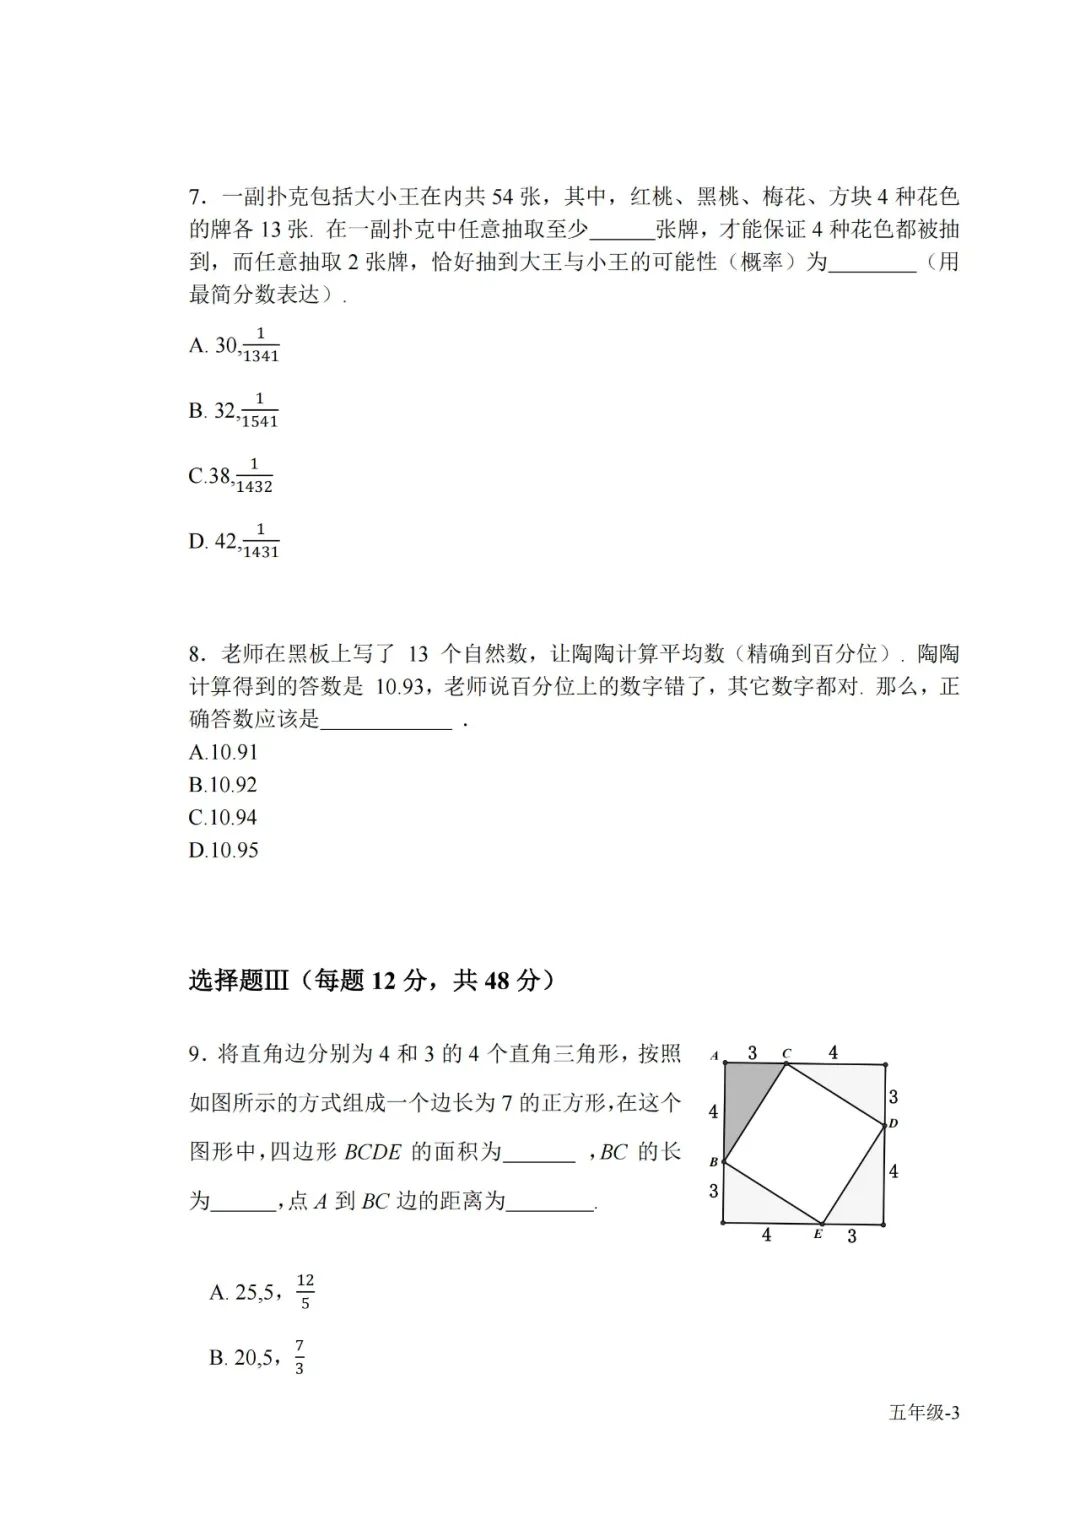 7．一副扑克包括大小王在内共 54 张，其中，红桃、黑桃、梅花、方块 4 种花色
的牌各 13 张. 在一副扑克中任意抽取至少______张牌，才能保证 4 种花色都被抽
到，而任意抽取 2 张牌，恰好抽到大王与小王的可能性（概率）为________（用
最简分数表达）.
A. 30, 1/1341
B. 32, 1/1541
C.38, 1/1432
D. 42, 1/1431
8．老师在黑板上写了 13 个自然数，让陶陶计算平均数（精确到百分位）. 陶陶
计算得到的答数是 10.93，老师说百分位上的数字错了，其它数字都对. 那么，正
确答数应该是____________ .
A.10.91
B.10.92
C.10.94
D.10.95
选择题Ⅲ（每题 12 分，共 48 分）
9．将直角边分别为 4 和 3 的 4 个直角三角形，按照
如图所示的方式组成一个边长为 7 的正方形,在这个
图形中,四边形 BCDE 的面积为_______ ,BC 的长
为______,点 A 到 BC 边的距离为________.
A 3 C 4
4 3
D
B 4
3
4 E 3
A. 25,5， 12/5
B. 20,5， 7/3
五年级-3